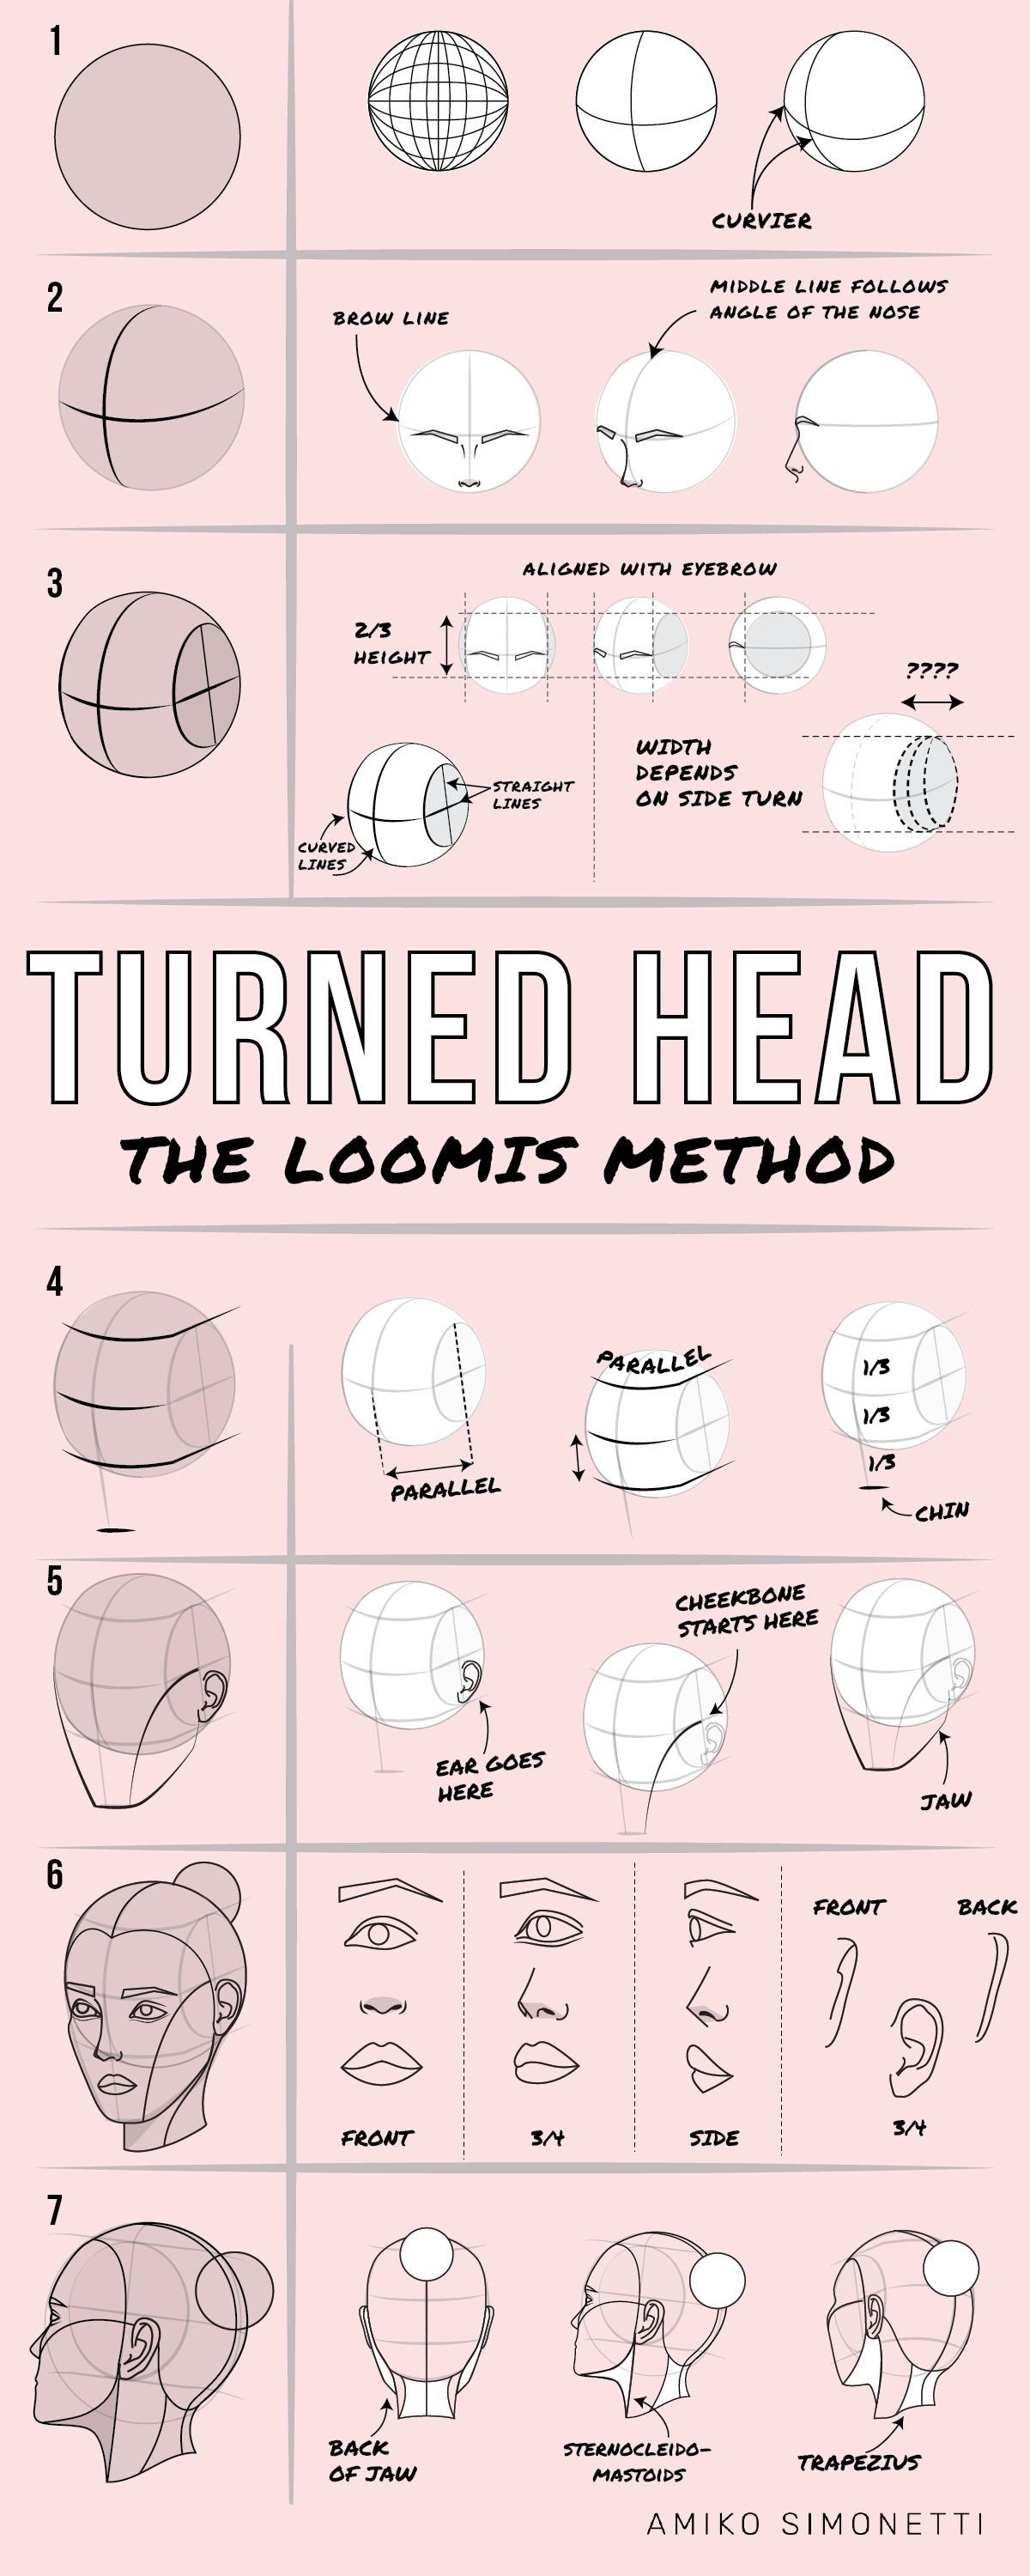 1
CURVIER
2
BROW LINE
MIDDLE LINE FOLLOWS
ANGLE OF THE NOSE
3
ALIGNED WITH EYEBROW
2/3
HEIGHT
????
WIDTH
DEPENDS
ON SIDE TURN
STRAIGHT
LINES
CURVED
LINES
TURNED HEAD
THE LOOMIS METHOD
4
PARALLEL
PARALLEL
1/3
1/3
1/3
CHIN
5
CHEEKBONE
STARTS HERE
EAR GOES
HERE
JAW
6
FRONT
BACK
FRONT
3/4
SIDE
3/4
7
BACK
OF JAW
STERNOCLEIDO-
MASTOIDS
TRAPEZIUS
AMIKO SIMONETTI